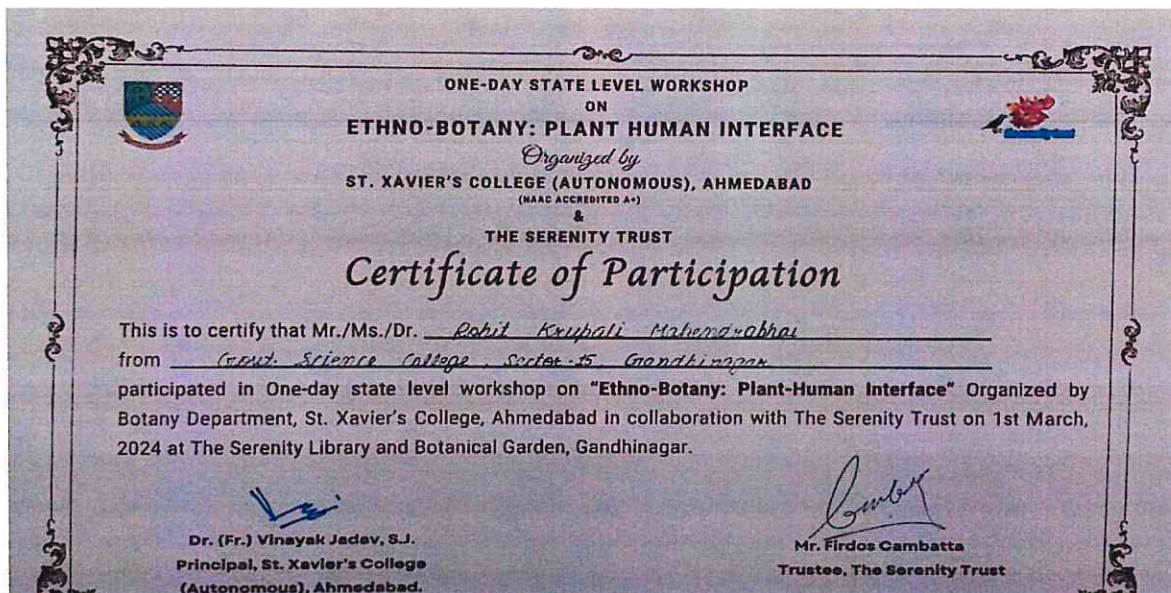 ONE-DAY STATE LEVEL WORKSHOP
ON
ETHNO-BOTANY: PLANT HUMAN INTERFACE
Organized by
ST. XAVIER'S COLLEGE (AUTONOMOUS), AHMEDABAD
(NAAC ACCREDITED A+)
&
THE SERENITY TRUST
Certificate of Participation
This is to certify that Mr./Ms./Dr. Rohit Krupali Mahendrabhai
from Govt. Science College, Sector-15, Gandhinagar
participated in One-day state level workshop on "Ethno-Botany: Plant-Human Interface" Organized by
Botany Department, St. Xavier's College, Ahmedabad in collaboration with The Serenity Trust on 1st March,
2024 at The Serenity Library and Botanical Garden, Gandhinagar.
Dr. (Fr.) Vinayak Jadav, S.J.
Principal, St. Xavier's College
(Autonomous), Ahmedabad.
Mr. Firdos Cambatta
Trustee, The Serenity Trust